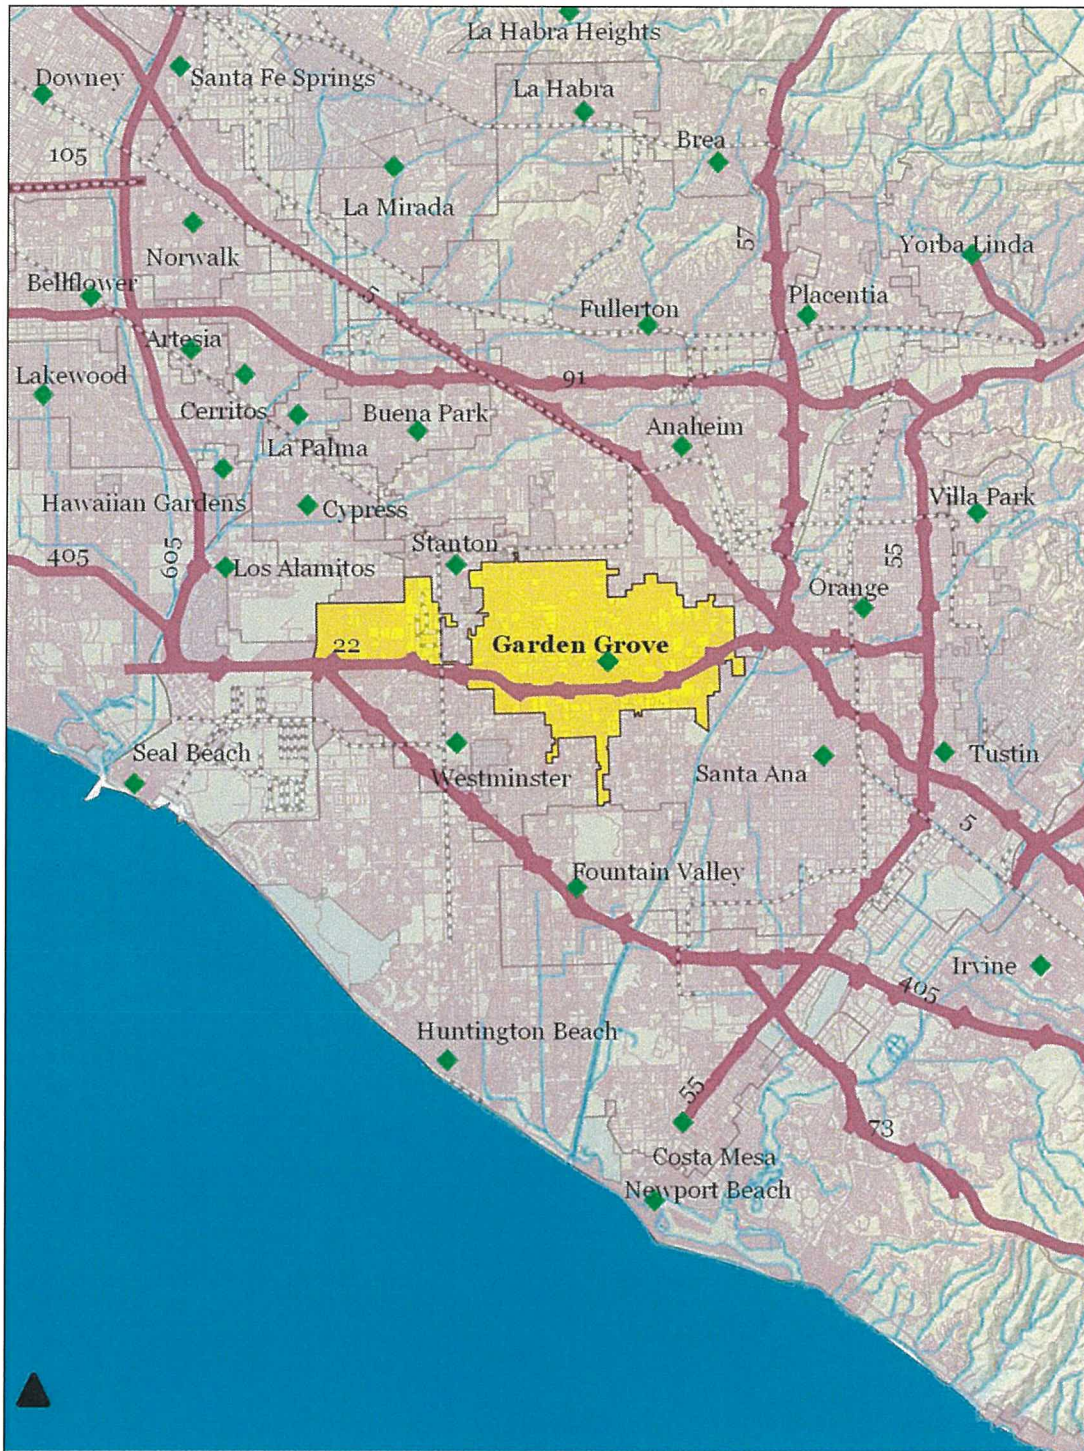 La Habra Heights
Downey
Santa Fe Springs
La Habra
Brea
105
La Mirada
57
Yorba Linda
Norwalk
Bellflower
5
Placentia
Fullerton
Artesia
Lakewood
91
Cerritos
Buena Park
Anaheim
La Palma
Hawaiian Gardens
Cypress
Villa Park
Stanton
405
605
55
Los Alamitos
Orange
22
Garden Grove
Seal Beach
Westminster
Santa Ana
Tustin
5
Fountain Valley
Irvine
405
Huntington Beach
55
73
Costa Mesa
Newport Beach